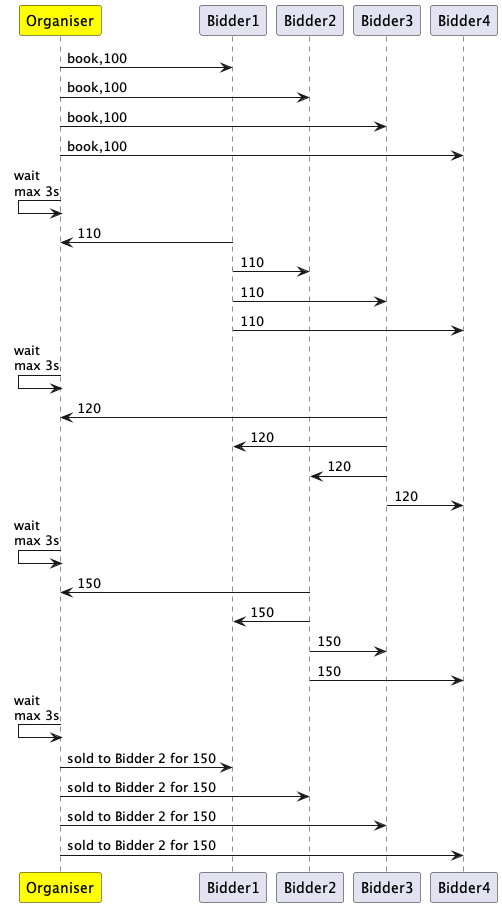 Organiser Bidder1 Bidder2 Bidder3 Bidder4
book,100
book,100
book,100
book,100
wait
max 3s
110
110
110
110
wait
max 3s
120
120
120
120
wait
max 3s
150
150
150
150
wait
max 3s
sold to Bidder 2 for 150
sold to Bidder 2 for 150
sold to Bidder 2 for 150
sold to Bidder 2 for 150
Organiser Bidder1 Bidder2 Bidder3 Bidder4